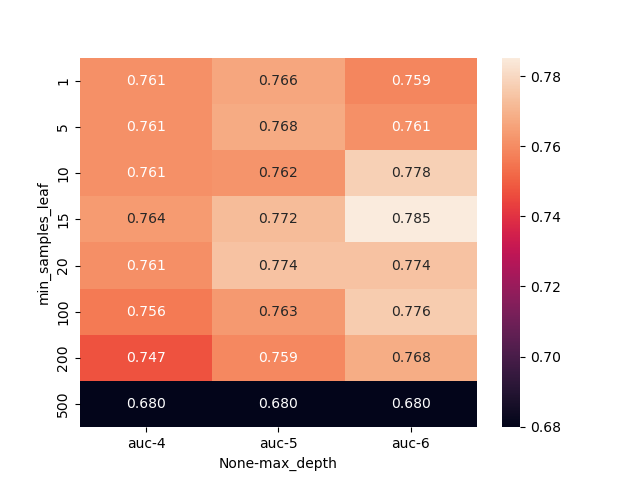 1 0.761 0.766 0.759
5 0.761 0.768 0.761
10 0.761 0.762 0.778
15 0.764 0.772 0.785
20 0.761 0.774 0.774
100 0.756 0.763 0.776
200 0.747 0.759 0.768
500 0.680 0.680 0.680
min_samples_leaf
auc-4 auc-5 auc-6
None-max_depth
0.78
0.76
0.74
0.72
0.70
0.68